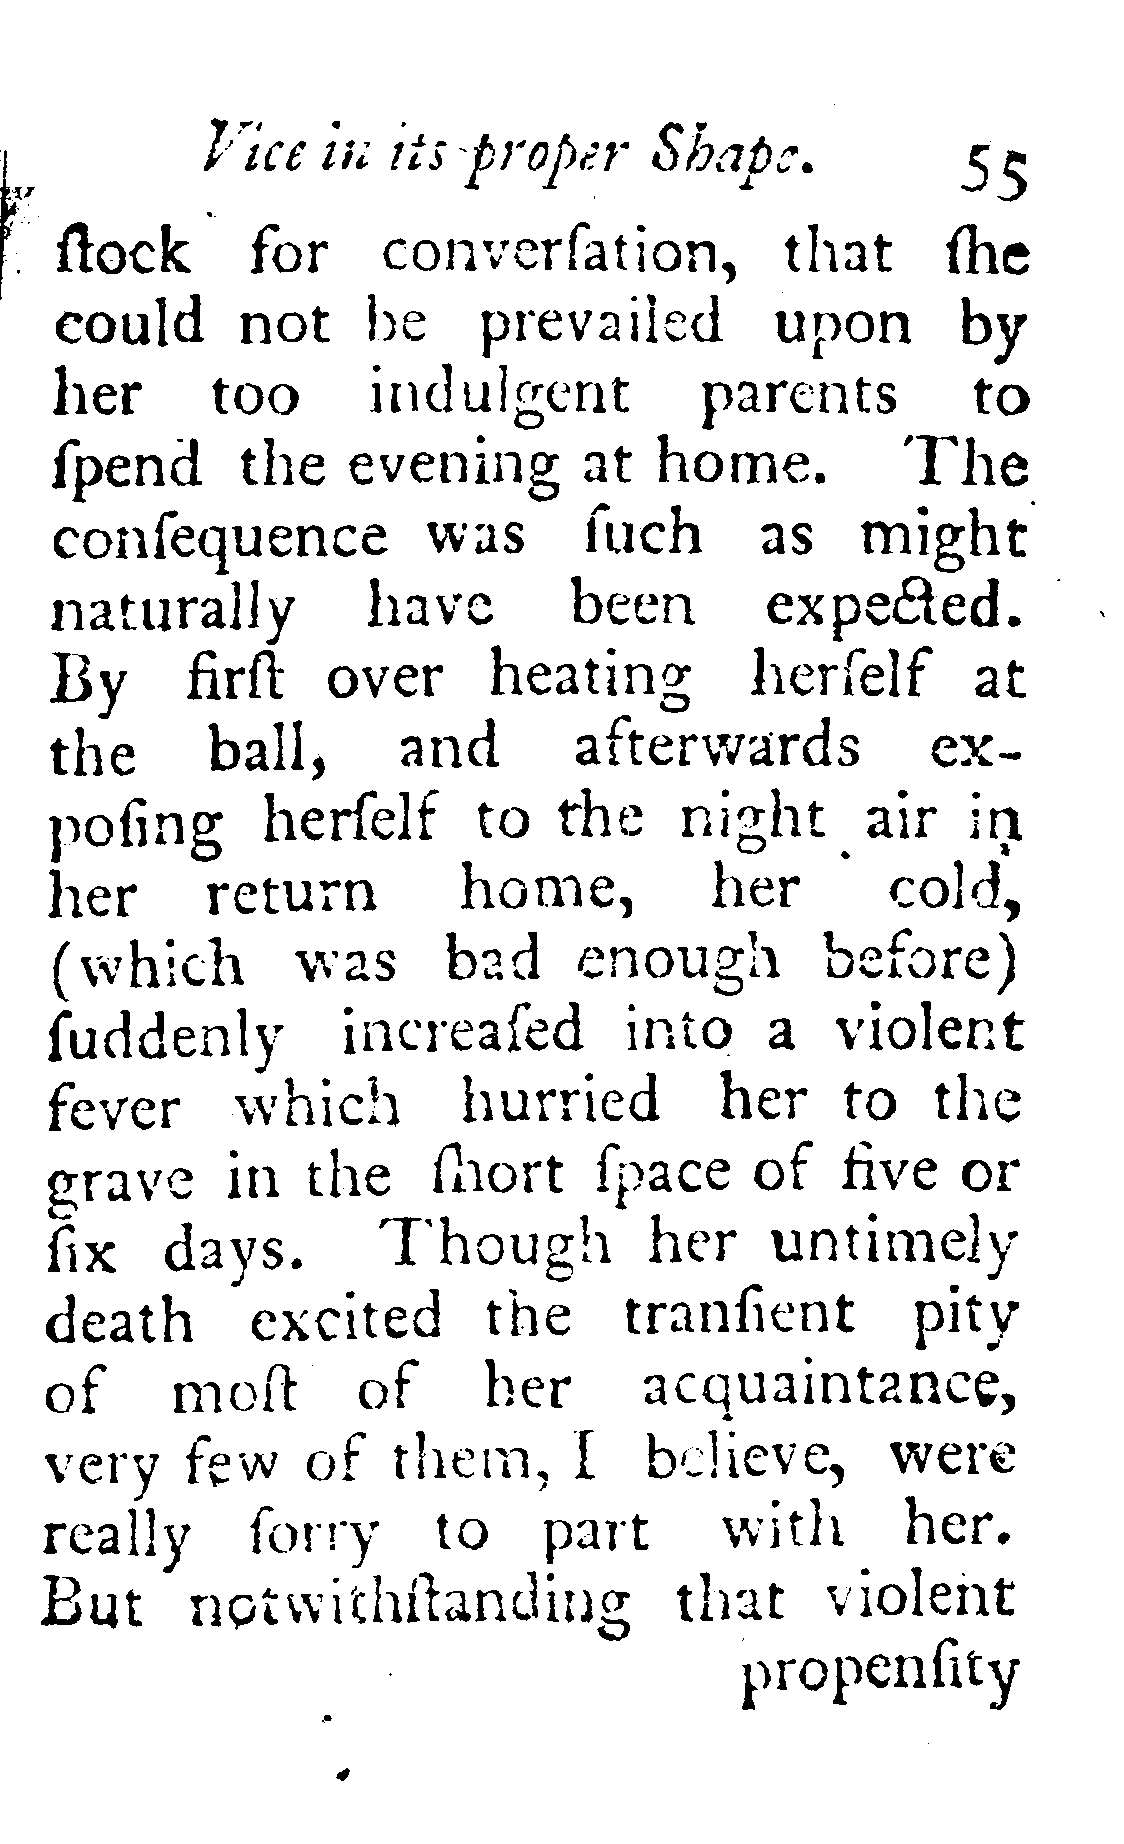 Vice in its proper Shape. 55
ſtock for converſation, that ſhe
could not be prevailed upon by
her too indulgent parents to
ſpend the evening at home. The
conſequence was ſuch as might
naturally have been expected.
By firſt over heating herſelf at
the ball, and afterwards ex-
poſing herſelf to the night air in
her return home, her cold,
(which was bad enough before)
ſuddenly increaſed into a violent
fever which hurried her to the
grave in the ſhort ſpace of five or
ſix days. Though her untimely
death excited the tranſient pity
of moſt of her acquaintance,
very few of them, I believe, were
really ſorry to part with her.
But notwithſtanding that violent
propenſity